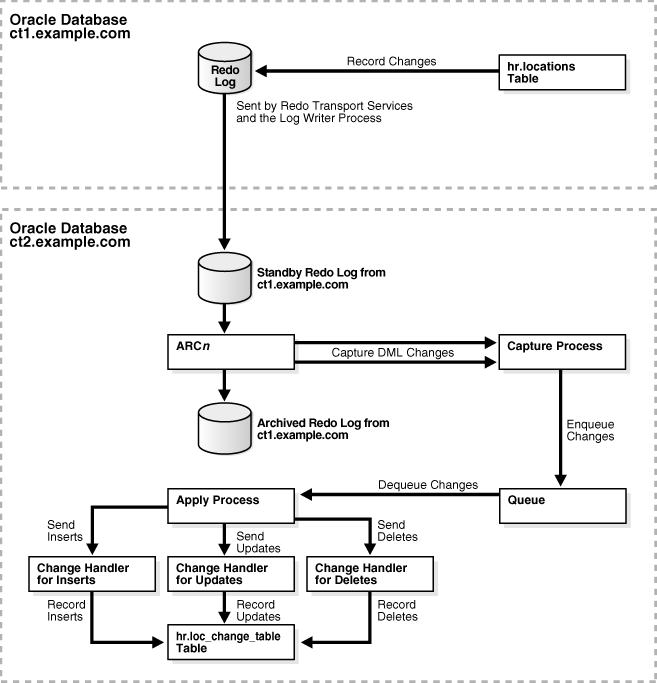 Oracle Database
ct1.example.com
Redo
Log
Record Changes
hr.locations
Table
Sent by Redo Transport Services
and the Log Writer Process
Oracle Database
ct2.example.com
Standby Redo Log from
ct1.example.com
ARCn
Capture DML Changes
Capture Process
Archived Redo Log from
ct1.example.com
Enqueue
Changes
Dequeue Changes
Apply Process
Queue
Send
Inserts
Send
Updates
Send
Deletes
Change Handler
for Inserts
Change Handler
for Updates
Change Handler
for Deletes
Record
Inserts
Record
Updates
Record
Deletes
hr.loc_change_table
Table